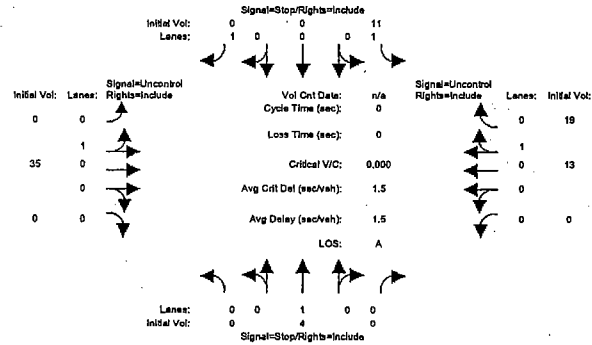 Signal=Stop/Rights=Include
Initial Vol: 0 0 11
Lanes: 1 0 0 0 1
Signal=Uncontrol
Initial Vol: Lanes: Rights=Include
Vol Cnt Data: n/a
Signal=Uncontrol
Rights=Include Lanes: Initial Vol:
0 0
Cycle Time (sec): 0
0 19
1
Loss Time (sec): 0
1
35 0
Critical V/C: 0.000
0 13
0
Avg Crit Del (sec/veh): 1.5
0
0 0
Avg Delay (sec/veh): 1.5
0 0
LOS: A
Lanes: 0 0 1 0 0
Initial Vol: 0 4 0
Signal=Stop/Rights=Include